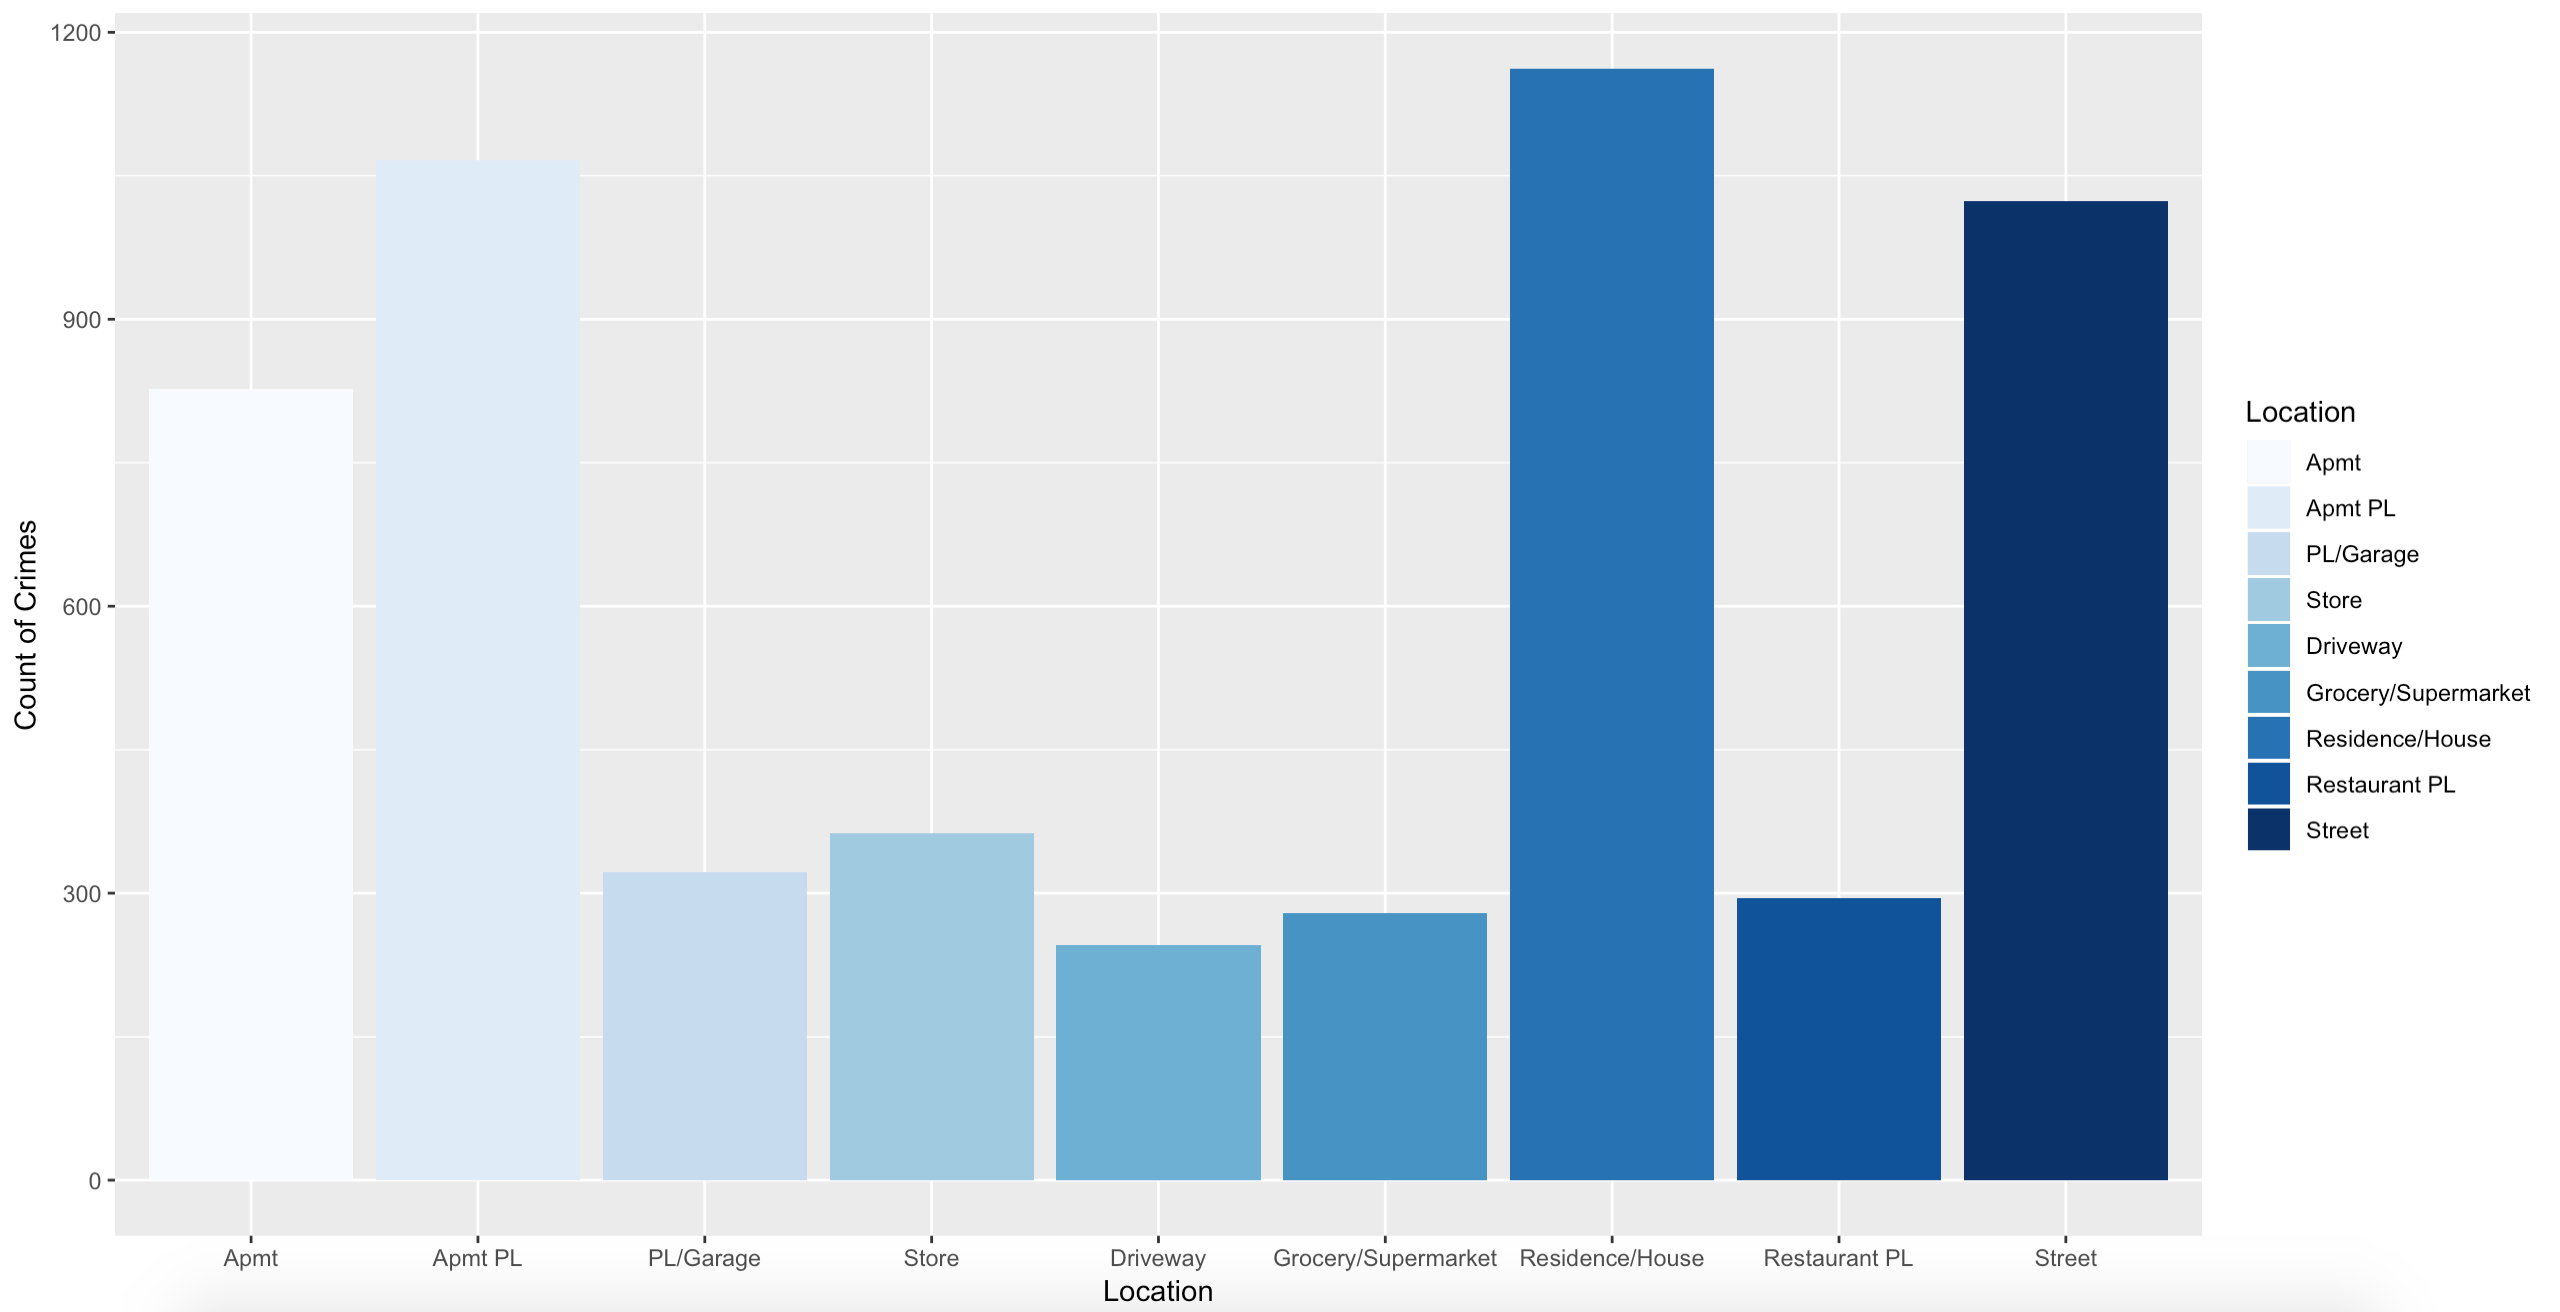 1200
900
600
300
0
Count of Crimes
Apmt
Apmt PL
PL/Garage
Store
Driveway
Grocery/Supermarket
Residence/House
Restaurant PL
Street
Location
Location
Apmt
Apmt PL
PL/Garage
Store
Driveway
Grocery/Supermarket
Residence/House
Restaurant PL
Street